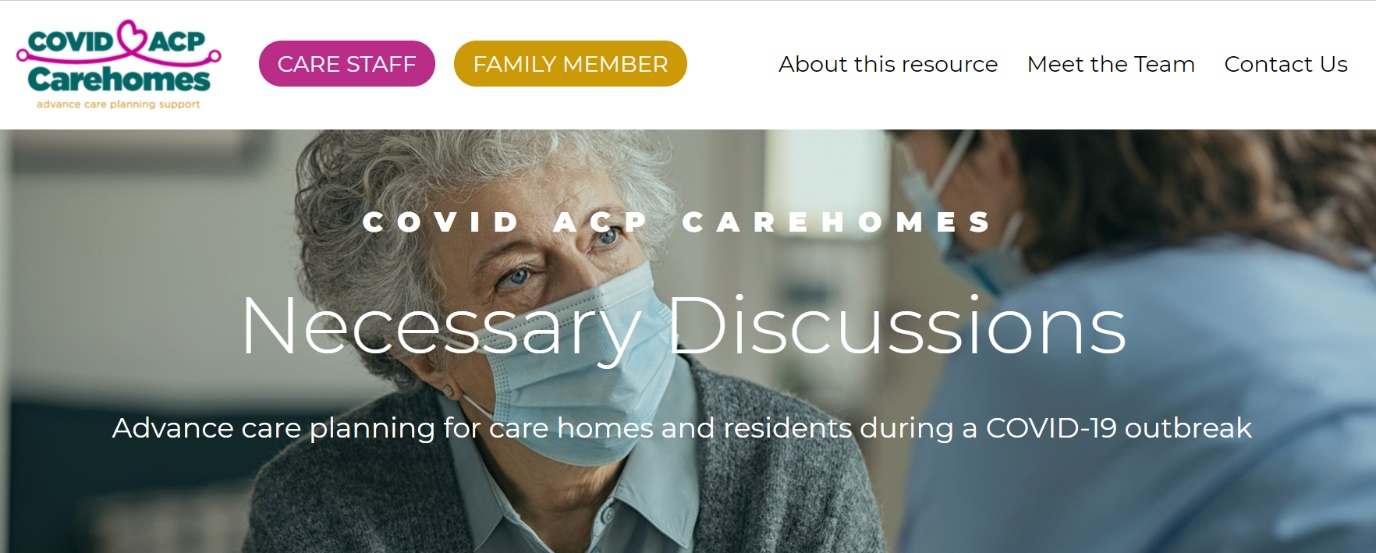 COVID ACP
Carehomes
advance care planning support
CARE STAFF
FAMILY MEMBER
About this resource
Meet the Team
Contact Us
COVID ACP CAREHOMES
Necessary Discussions
Advance care planning for care homes and residents during a COVID-19 outbreak